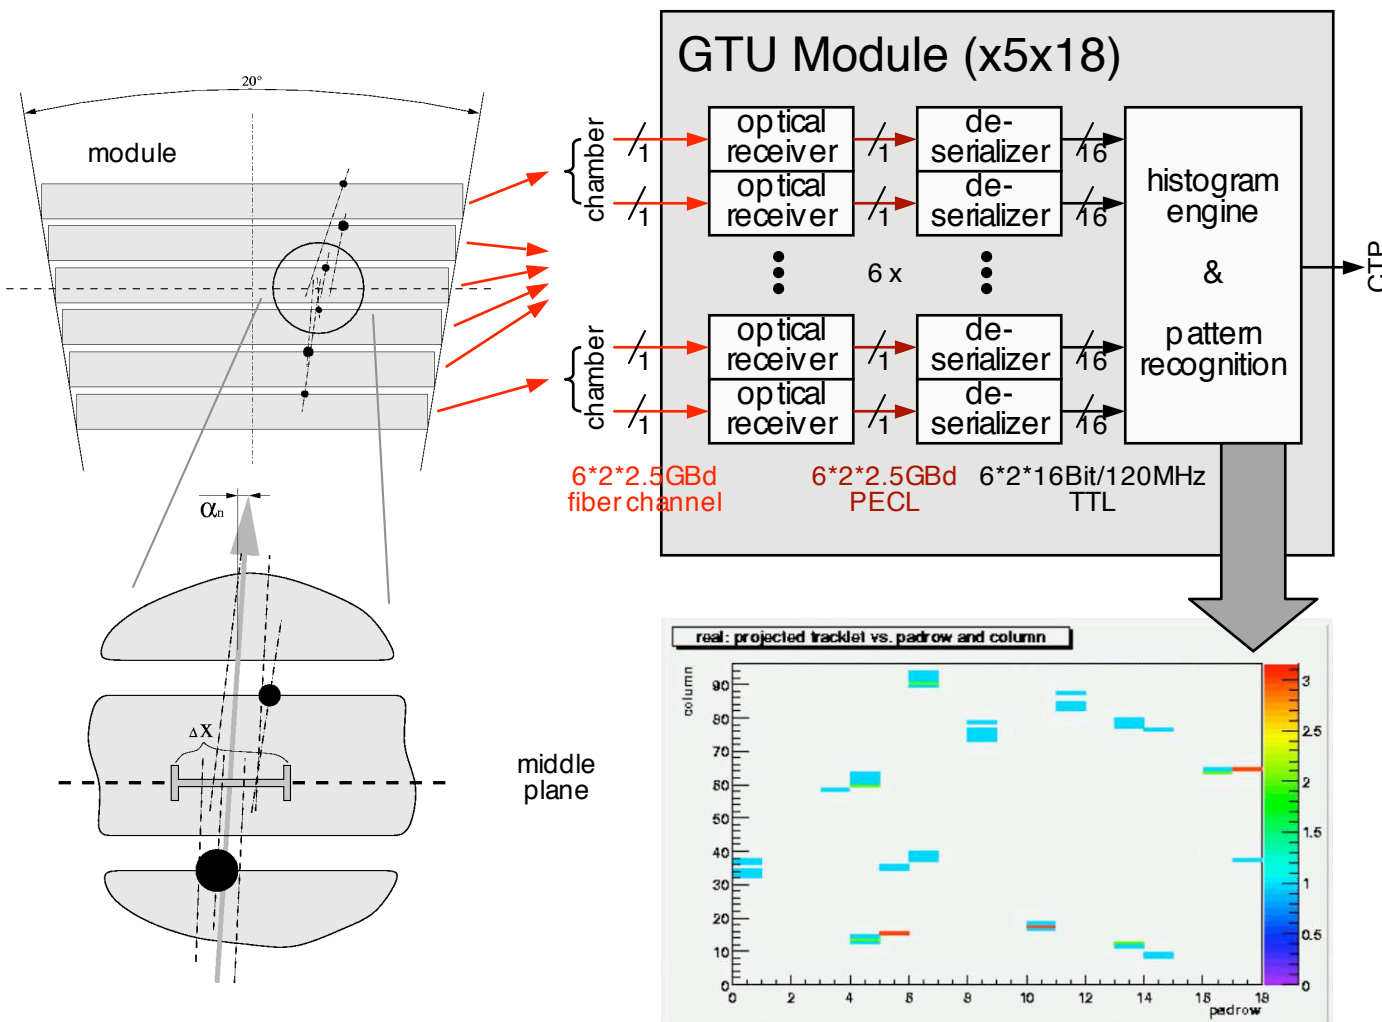 20°
module
GTU Module (x5x18)
chamber
1
optical
receiver
1
de-
serializer
16
1
optical
receiver
1
de-
serializer
16
histogram
engine
&
pattern
recognition
CTP
6 x
chamber
1
optical
receiver
1
de-
serializer
16
1
optical
receiver
1
de-
serializer
16
6*2*2.5GBd
fiber channel
6*2*2.5GBd
PECL
6*2*16Bit/120MHz
TTL
αn
ΔX
middle
plane
real: projected tracklet vs. padrow and column
column
90
80
70
60
50
40
30
20
10
0
0 2 4 6 8 10 12 14 16 18
padrow
3
2.5
2
1.5
1
0.5
0